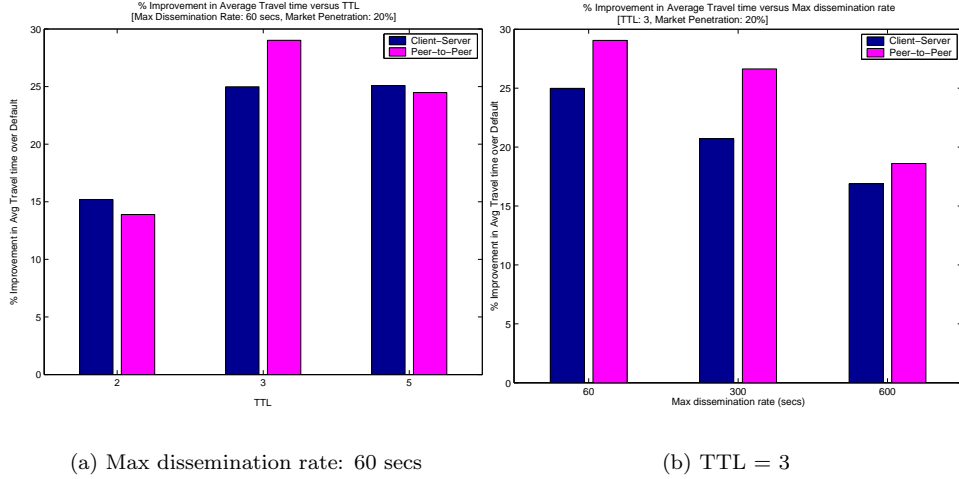 % Improvement in Average Travel time versus TTL
[Max Dissemination Rate: 60 secs, Market Penetration: 20%]
30
25
20
15
10
5
0
% Improvement in Avg Travel time over Default
Client−Server
Peer−to−Peer
2
3
5
TTL
(a) Max dissemination rate: 60 secs
% Improvement in Average Travel time versus Max dissemination rate
[TTL: 3, Market Penetration: 20%]
30
25
20
15
10
5
0
% Improvement in Avg Travel time over Default
Client−Server
Peer−to−Peer
60
300
600
Max dissemination rate (secs)
(b) TTL = 3